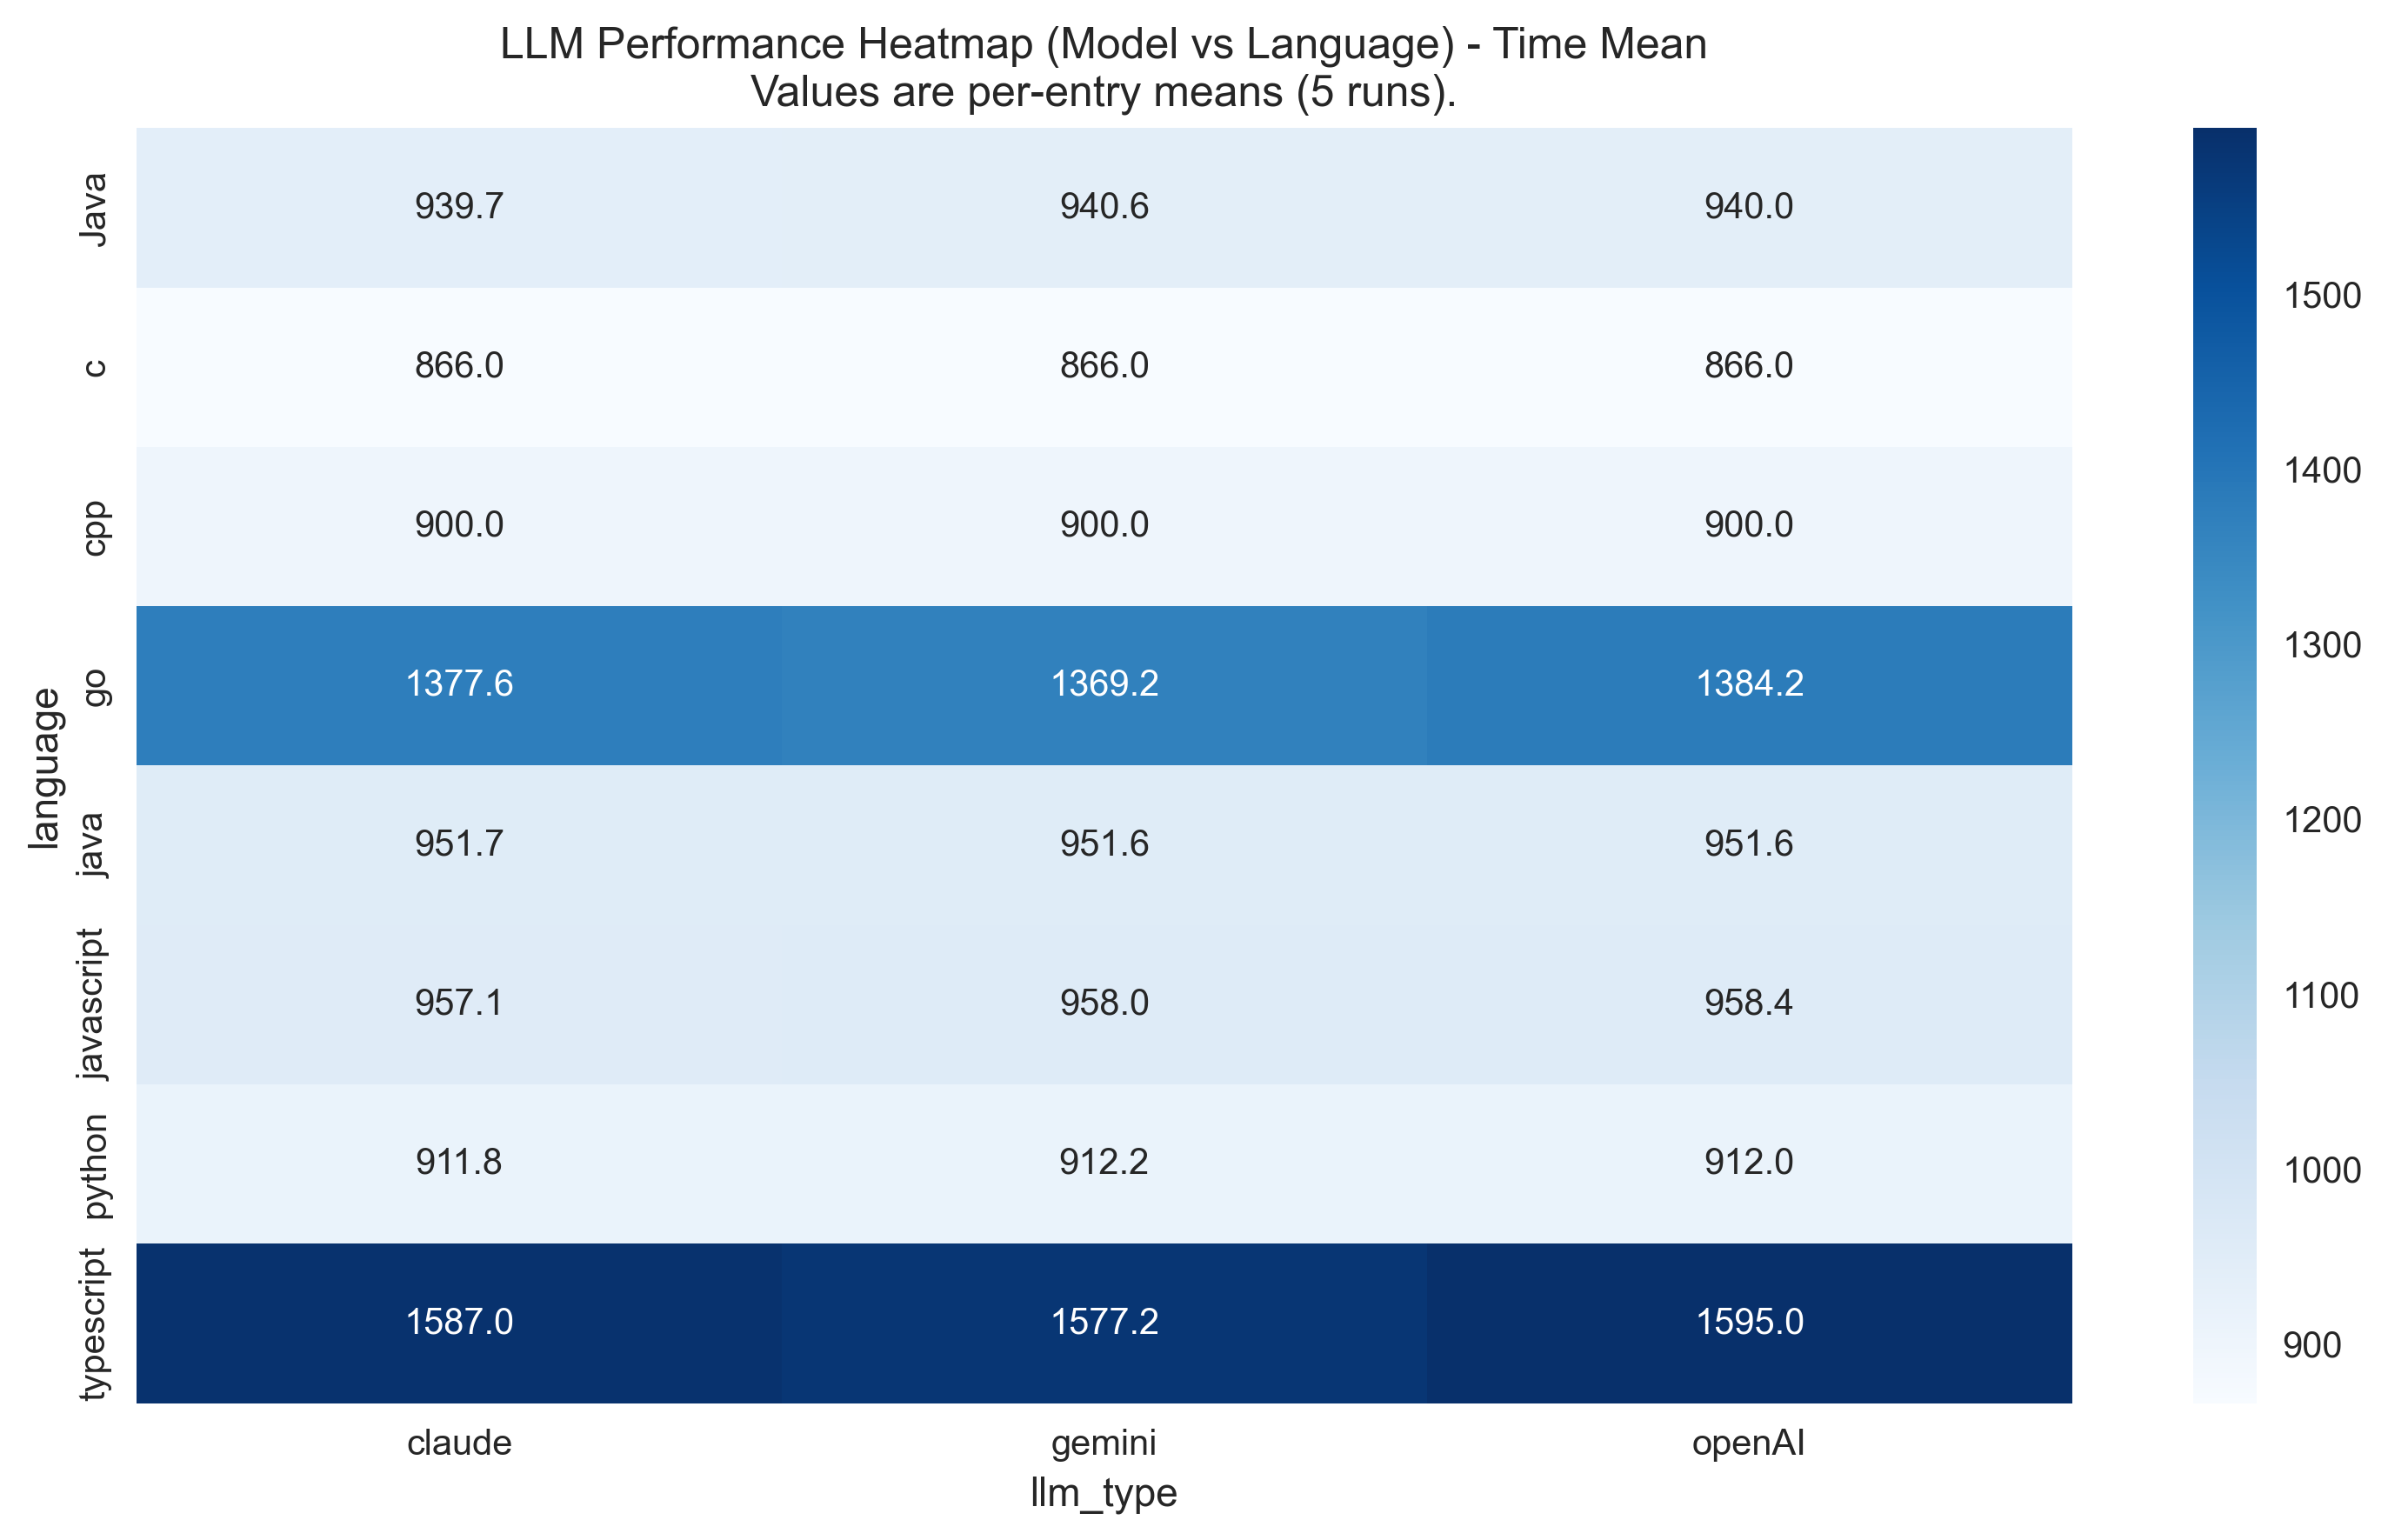 LLM Performance Heatmap (Model vs Language) - Time Mean
Values are per-entry means (5 runs).
language
Java 939.7 940.6 940.0
c 866.0 866.0 866.0
cpp 900.0 900.0 900.0
go 1377.6 1369.2 1384.2
java 951.7 951.6 951.6
javascript 957.1 958.0 958.4
python 911.8 912.2 912.0
typescript 1587.0 1577.2 1595.0
claude gemini openAI
llm_type
1500
1400
1300
1200
1100
1000
900